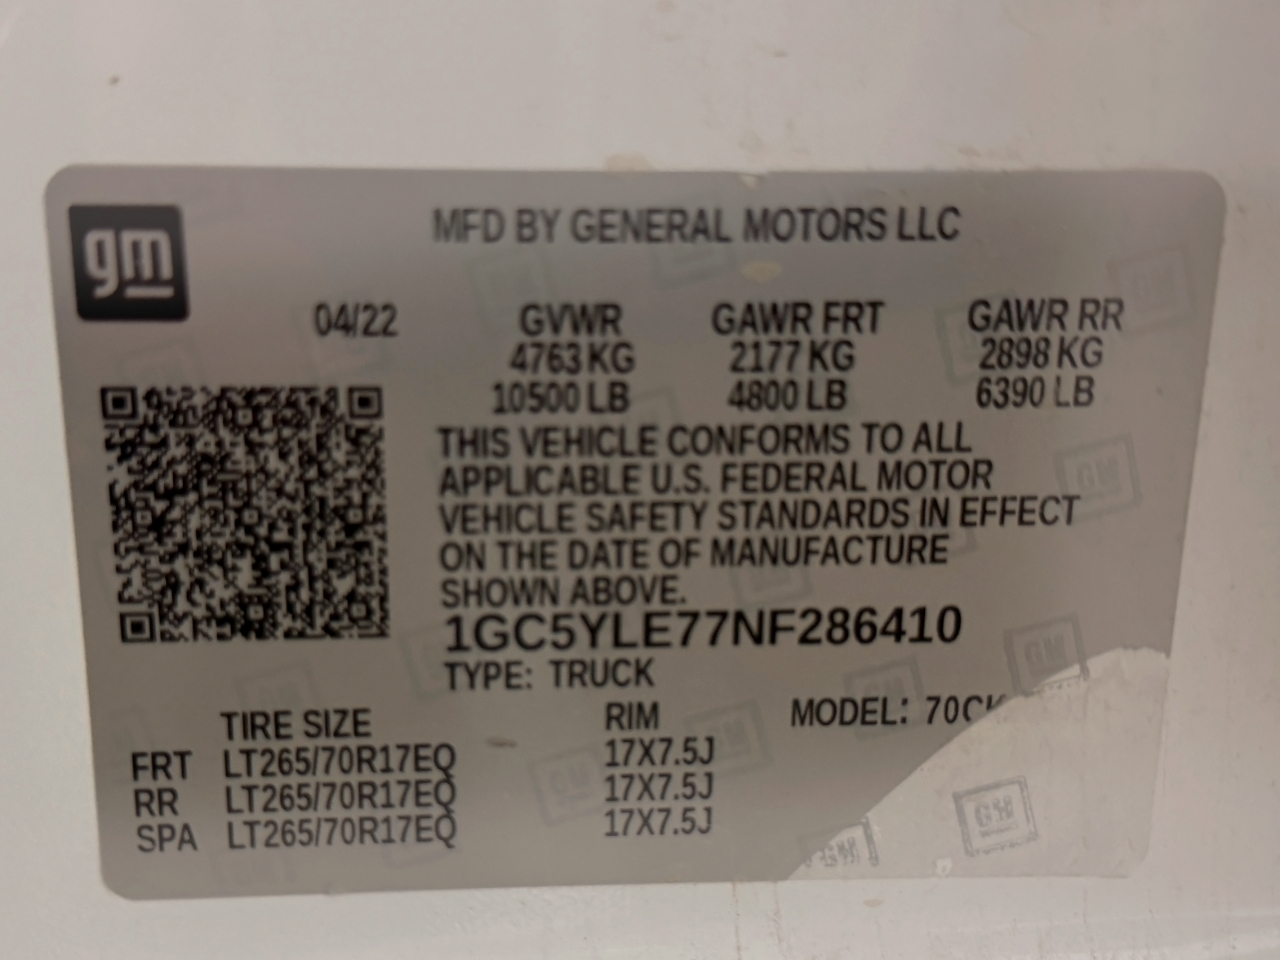 gm
MFD BY GENERAL MOTORS LLC
04/22 GVWR GAWR FRT GAWR RR
4763 KG 2177 KG 2898 KG
10500 LB 4800 LB 6390 LB
THIS VEHICLE CONFORMS TO ALL
APPLICABLE U.S. FEDERAL MOTOR
VEHICLE SAFETY STANDARDS IN EFFECT
ON THE DATE OF MANUFACTURE
SHOWN ABOVE.
1GC5YLE77NF286410
TYPE: TRUCK
TIRE SIZE RIM MODEL: 70CK
FRT LT265/70R17EQ 17X7.5J
RR LT265/70R17EQ 17X7.5J
SPA LT265/70R17EQ 17X7.5J
GM
GM